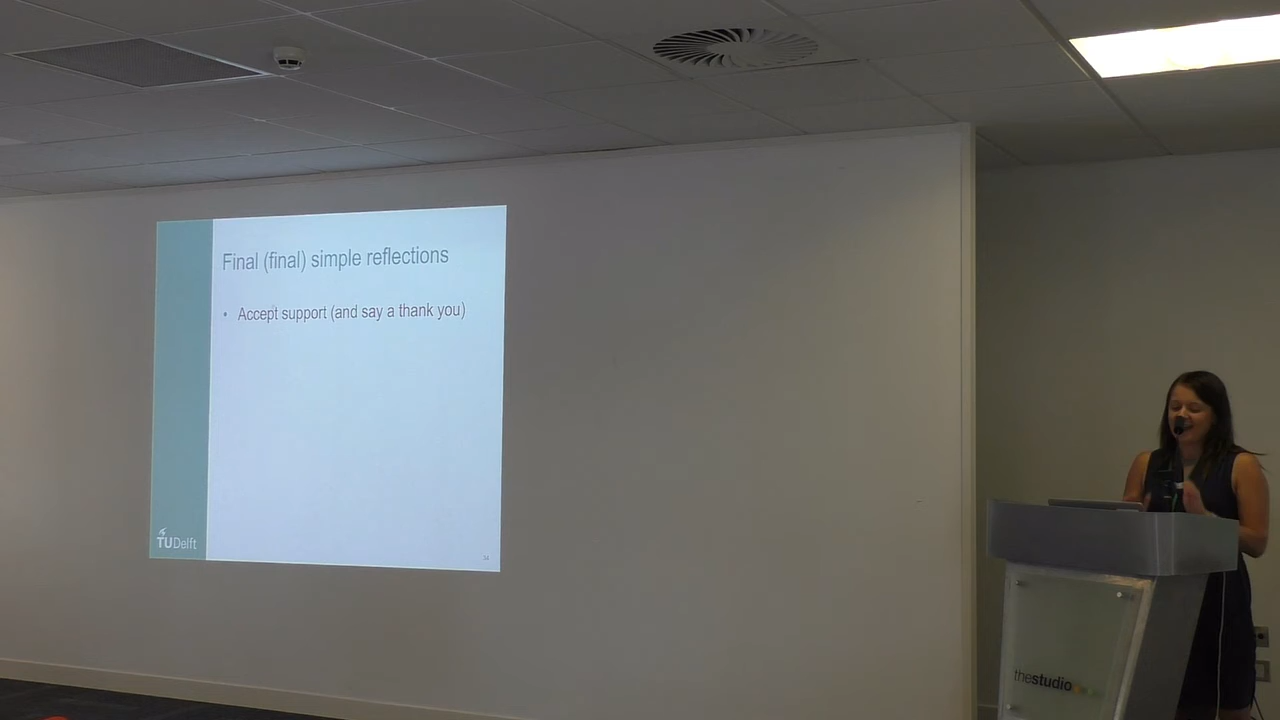 Final (final) simple reflections
• Accept support (and say a thank you)
TUDelft
thestudio